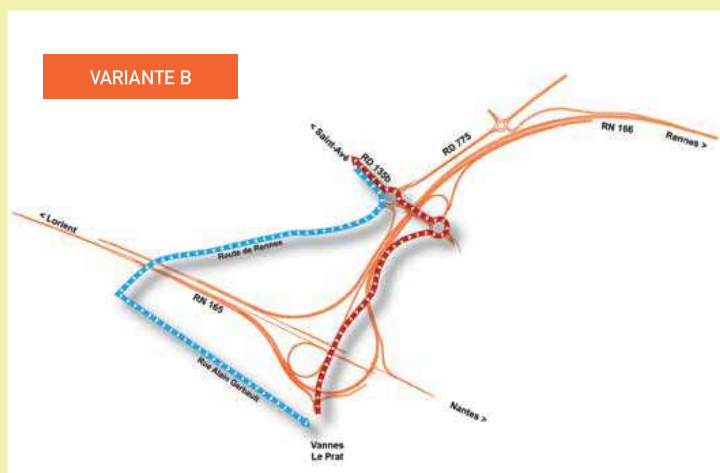 VARIANTE B
< Saint-Avé
RD 135b
RD 775
RN 166
Rennes >
< Lorient
Route de Rennes
RN 165
Rue Alain Gerbault
Nantes >
Vannes
Le Prat